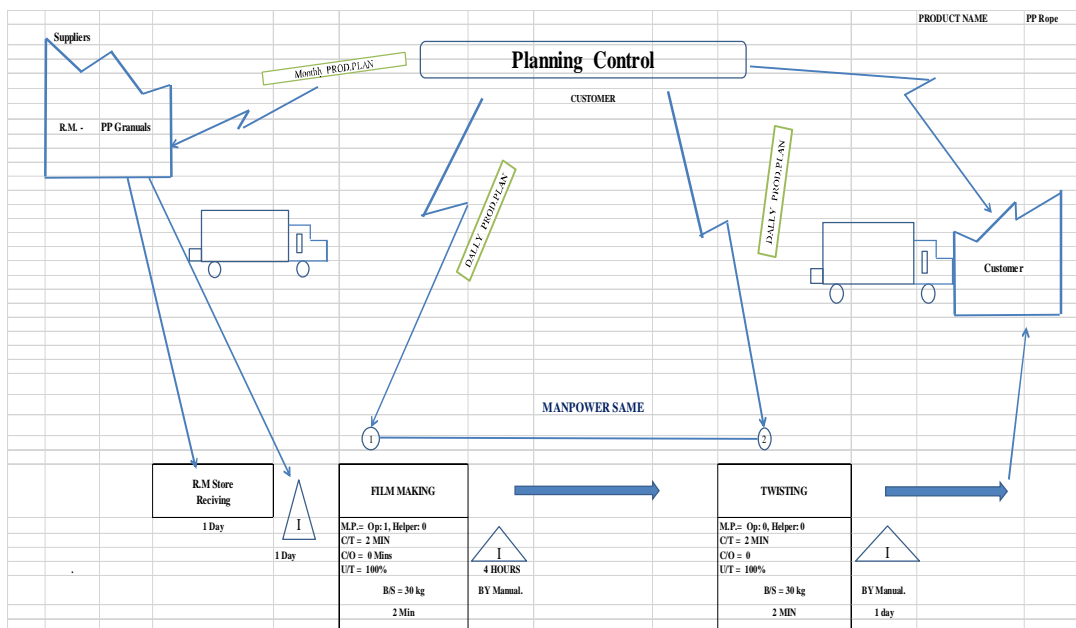 PRODUCT NAME PP Rope
Suppliers
Monthly PROD.PLAN
Planning Control
CUSTOMER
R.M. - PP Granuals
DALLY PROD.PLAN
DALLY PROD.PLAN
Customer
MANPOWER SAME
1
2
R.M Store
Reciving
1 Day
I
1 Day
FILM MAKING
M.P.= Op: 1, Helper: 0
C/T = 2 MIN
C/O = 0 Mins
U/T = 100%
B/S = 30 kg
2 Min
I
4 HOURS
BY Manual.
TWISTING
M.P.= Op: 0, Helper: 0
C/T = 2 MIN
C/O = 0
U/T = 100%
B/S = 30 kg
2 MIN
I
BY Manual.
1 day
.